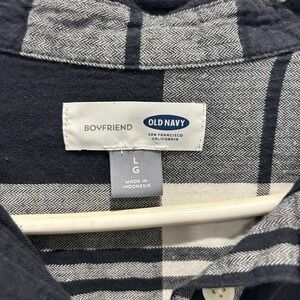 BOYFRIEND
OLD NAVY
SAN FRANCISCO
CALIFORNIA
L
G
MADE IN
INDONESIA